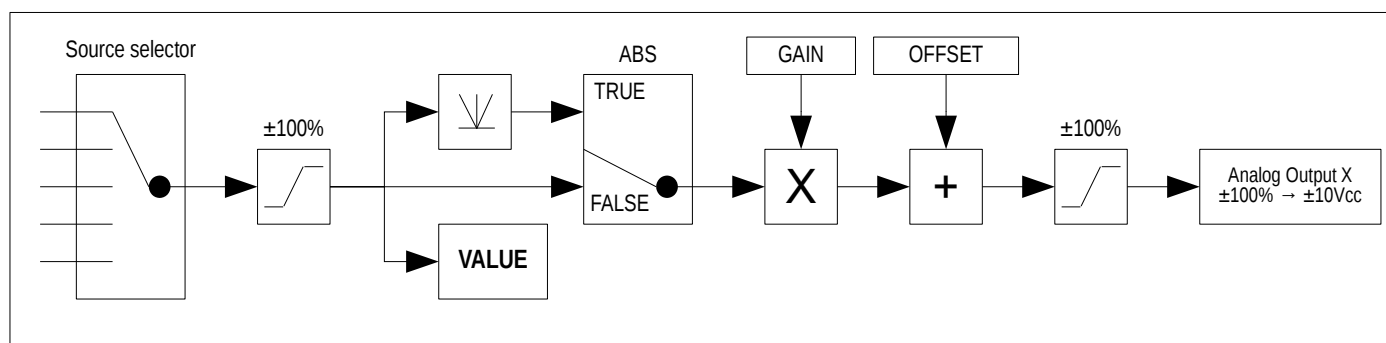 Source selector
±100%
ABS
TRUE
FALSE
VALUE
GAIN
X
OFFSET
+
±100%
Analog Output X
±100% → ±10Vcc